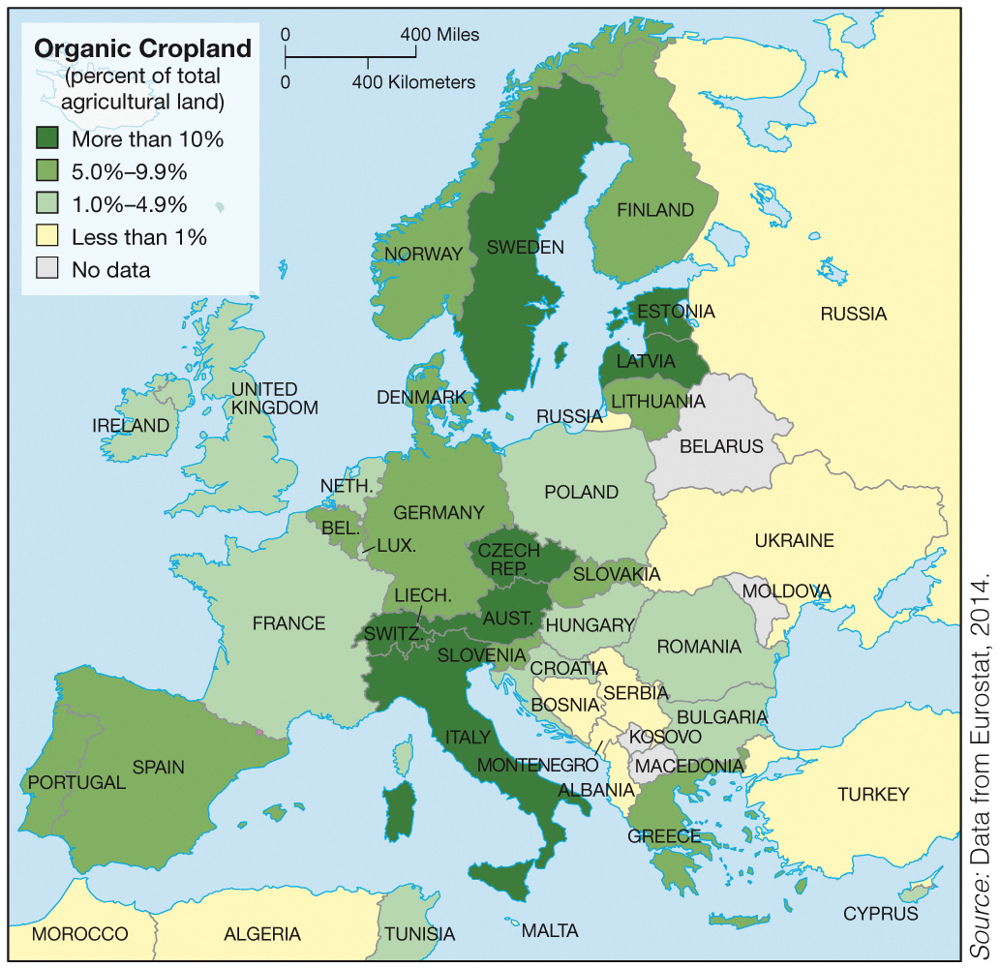 Organic Cropland
(percent of total
agricultural land)
More than 10%
5.0%–9.9%
1.0%–4.9%
Less than 1%
No data
0
400 Miles
0
400 Kilometers
FINLAND
NORWAY
SWEDEN
RUSSIA
ESTONIA
LATVIA
LITHUANIA
DENMARK
UNITED
KINGDOM
IRELAND
RUSSIA
BELARUS
NETH.
POLAND
GERMANY
BEL.
LUX.
UKRAINE
CZECH
REP.
SLOVAKIA
LIECH.
MOLDOVA
FRANCE
SWITZ.
AUST.
HUNGARY
ROMANIA
SLOVENIA
CROATIA
BOSNIA
SERBIA
BULGARIA
ITALY
KOSOVO
MONTENEGRO
MACEDONIA
ALBANIA
PORTUGAL
SPAIN
TURKEY
GREECE
CYPRUS
MOROCCO
ALGERIA
TUNISIA
MALTA
Source: Data from Eurostat, 2014.